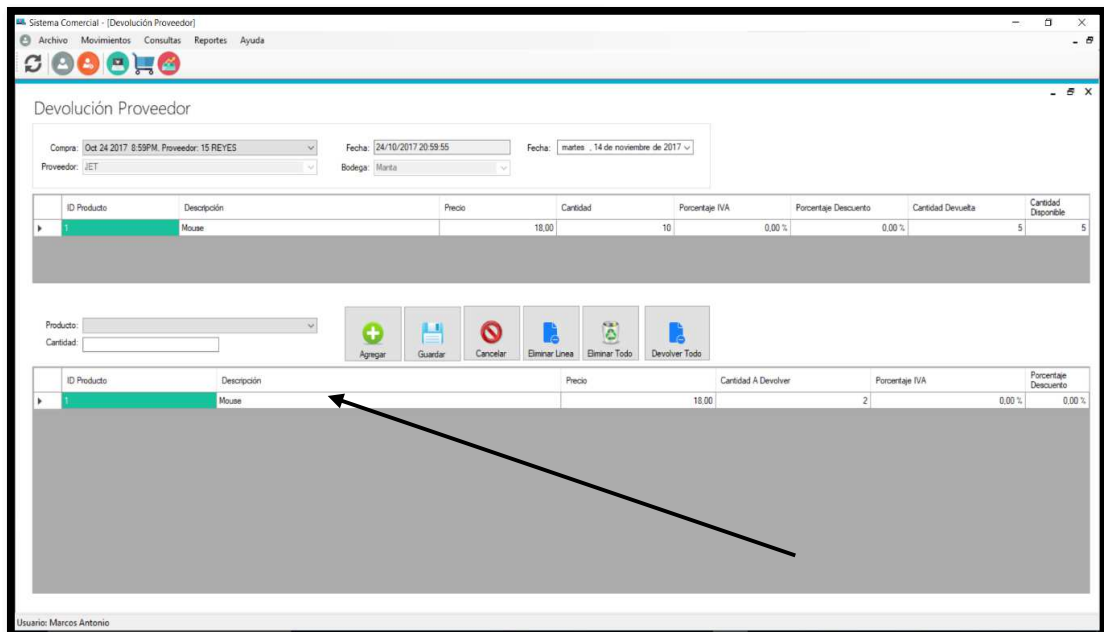 Sistema Comercial - [Devolución Proveedor]
Archivo Movimientos Consultas Reportes Ayuda
Devolución Proveedor
Compra: Oct 24 2017 8:59PM. Proveedor: 15 REYES Fecha: 24/10/2017 20:59:55 Fecha: martes , 14 de noviembre de 2017
Proveedor: JET Bodega: Manta
ID Producto Descripción Precio Cantidad Porcentaje IVA Porcentaje Descuento Cantidad Devuelta Cantidad Disponible
1 Mouse 18,00 10 0,00 % 0,00 % 5 5
Producto:
Cantidad:
Agregar Guardar Cancelar Eliminar Linea Eliminar Todo Devolver Todo
ID Producto Descripción Precio Cantidad A Devolver Porcentaje IVA Porcentaje Descuento
1 Mouse 18,00 2 0,00 % 0,00 %
Usuario: Marcos Antonio